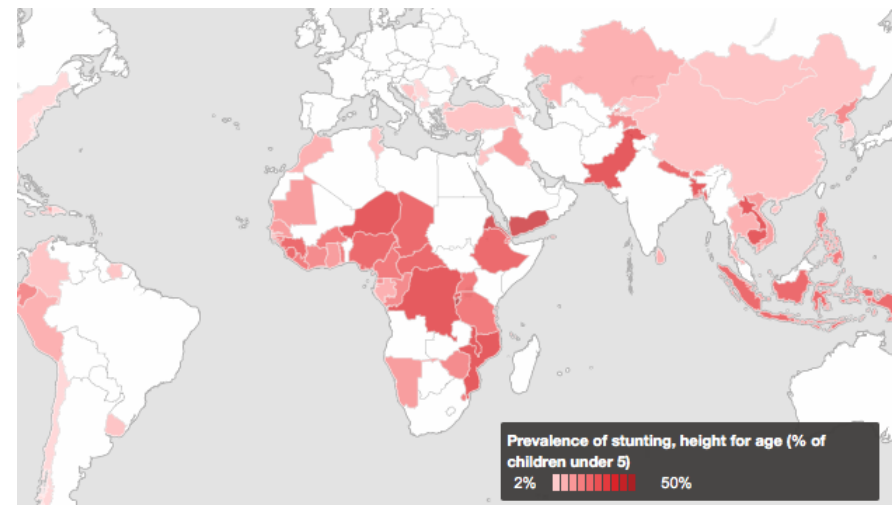 Prevalence of stunting, height for age (% of
children under 5)
2% 50%